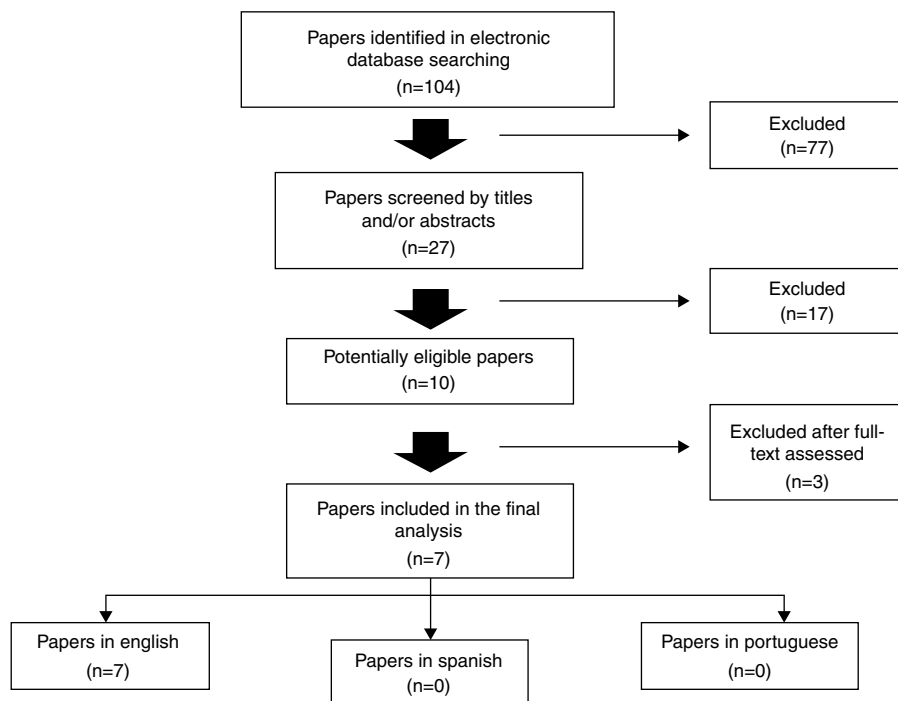 Papers identified in electronic
database searching
(n=104)
Excluded
(n=77)
Papers screened by titles
and/or abstracts
(n=27)
Excluded
(n=17)
Potentially eligible papers
(n=10)
Excluded after full-
text assessed
(n=3)
Papers included in the final
analysis
(n=7)
Papers in english
(n=7)
Papers in spanish
(n=0)
Papers in portuguese
(n=0)